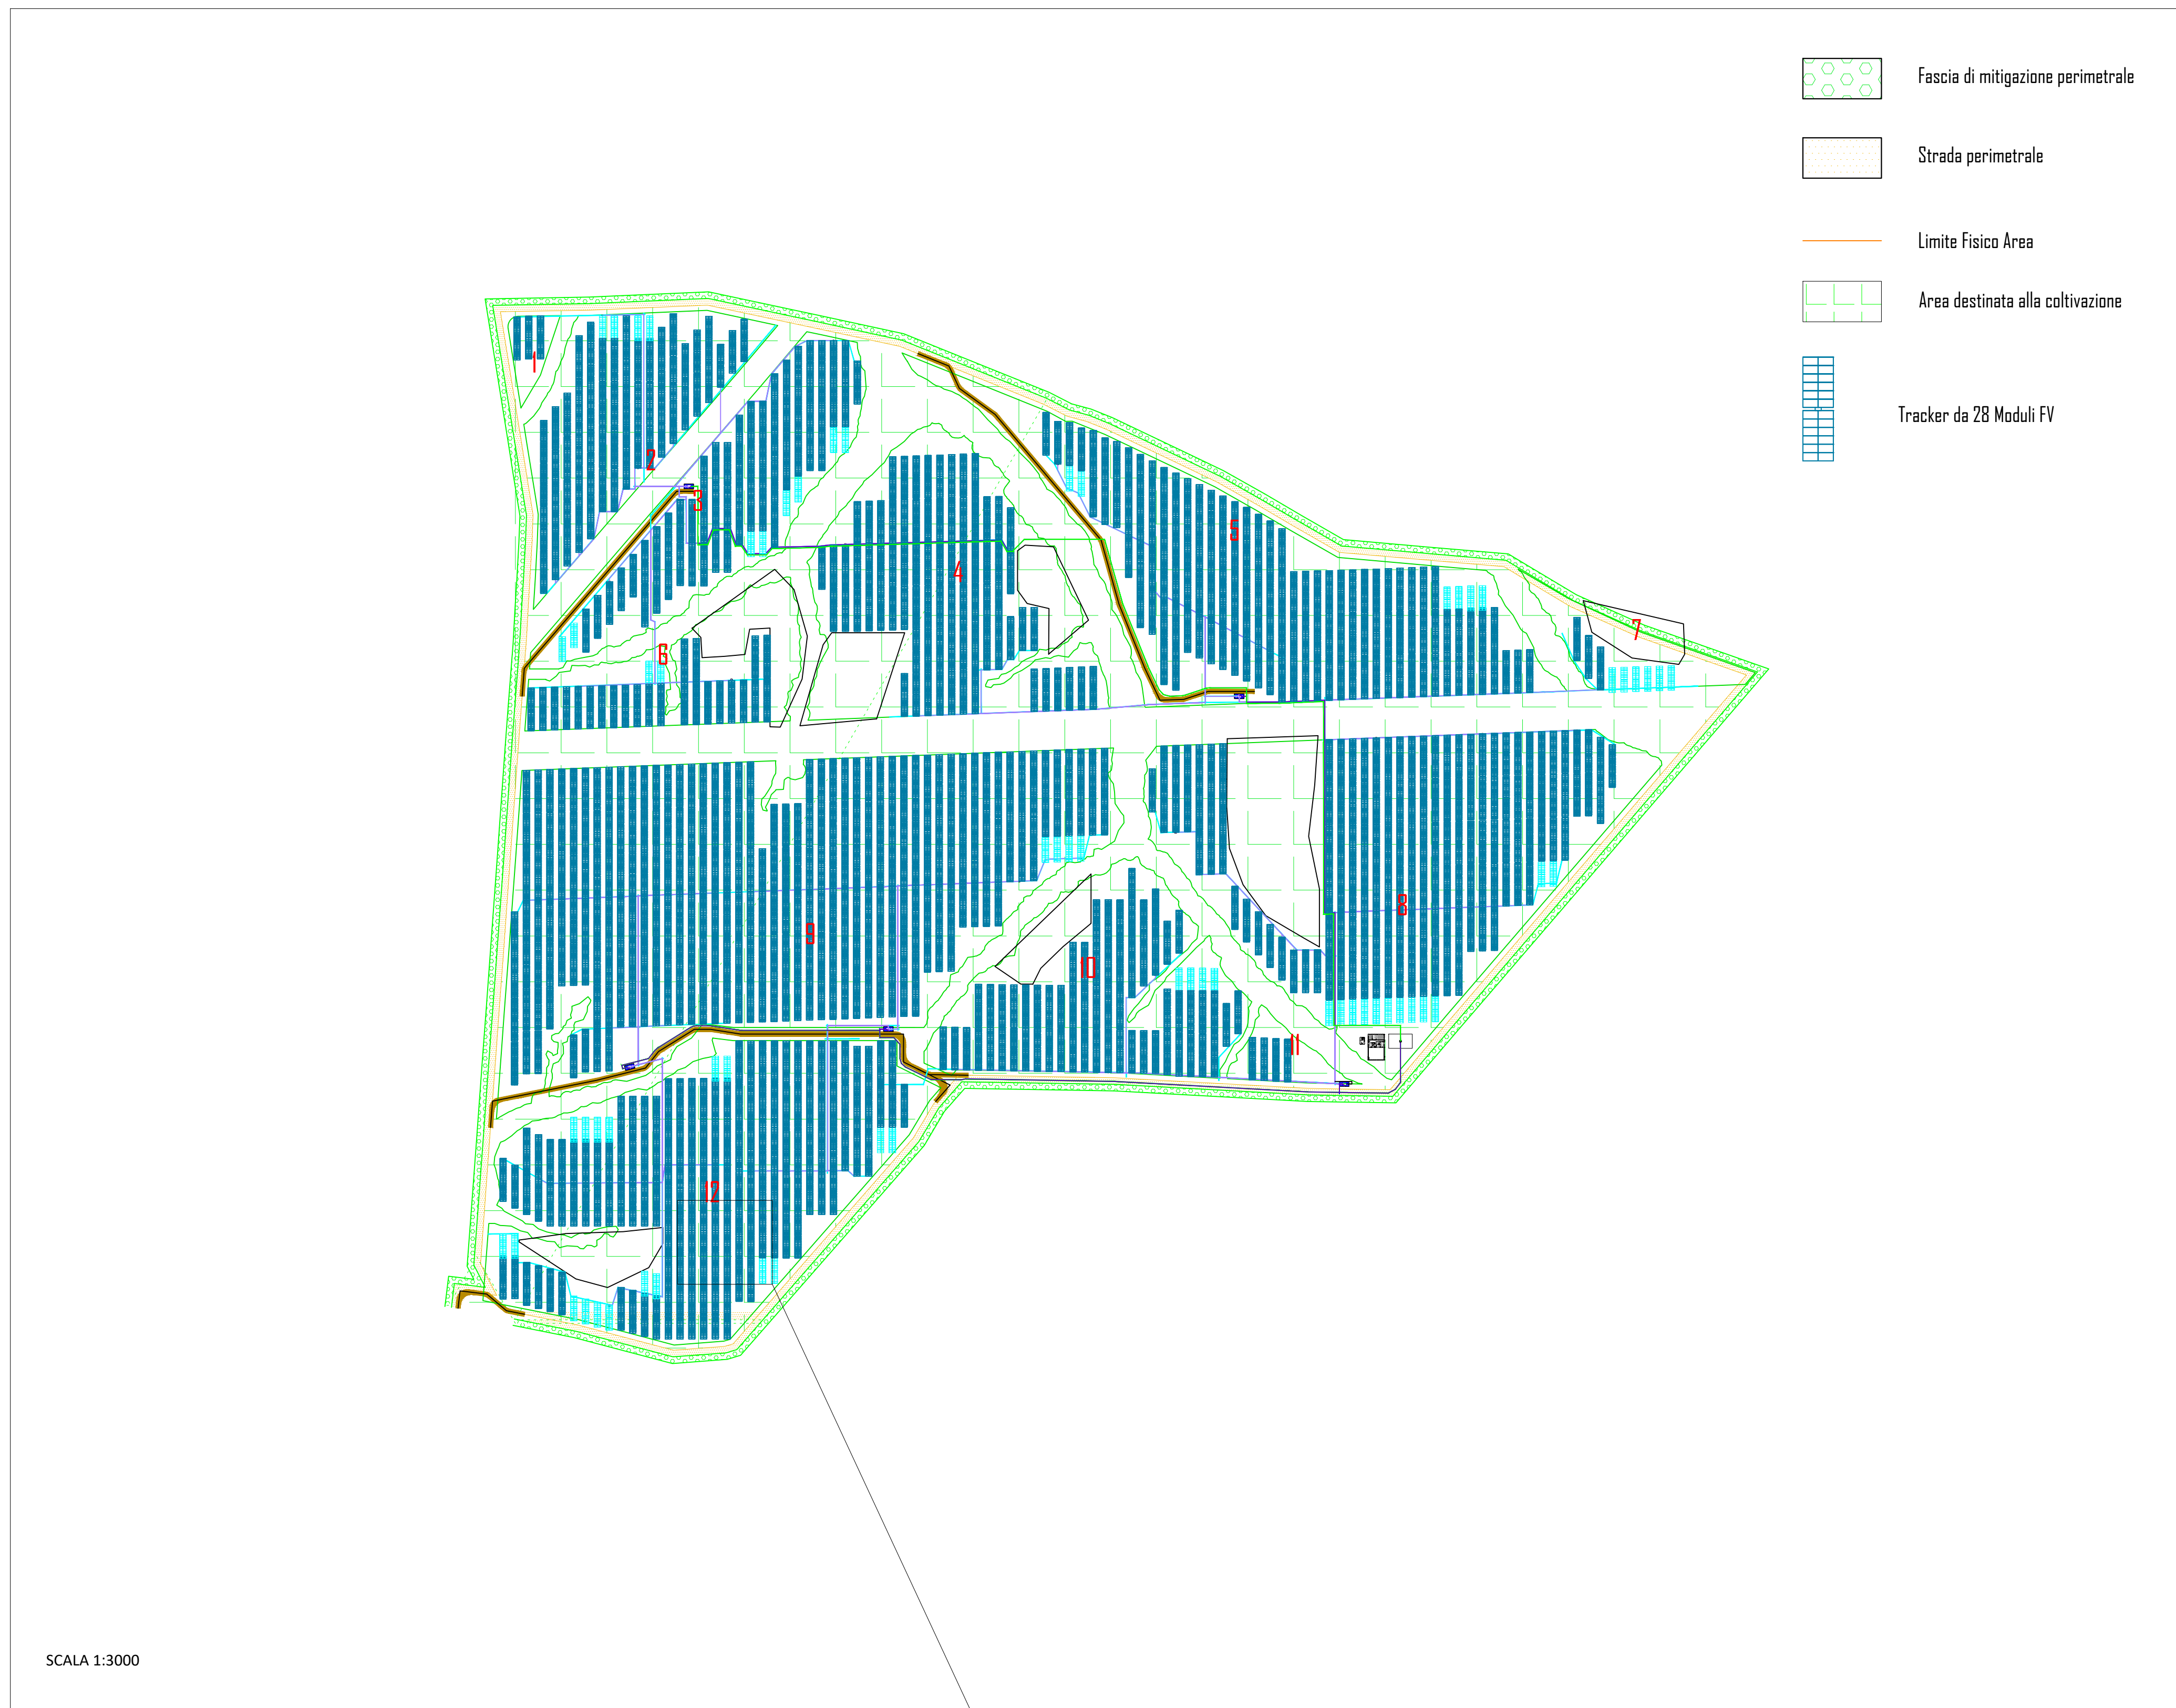 Fascia di mitigazione perimetrale
Strada perimetrale
Limite Fisico Area
Area destinata alla coltivazione
Tracker da 28 Moduli FV
1
2
3
4
5
6
7
8
9
10
11
12
SCALA 1:3000